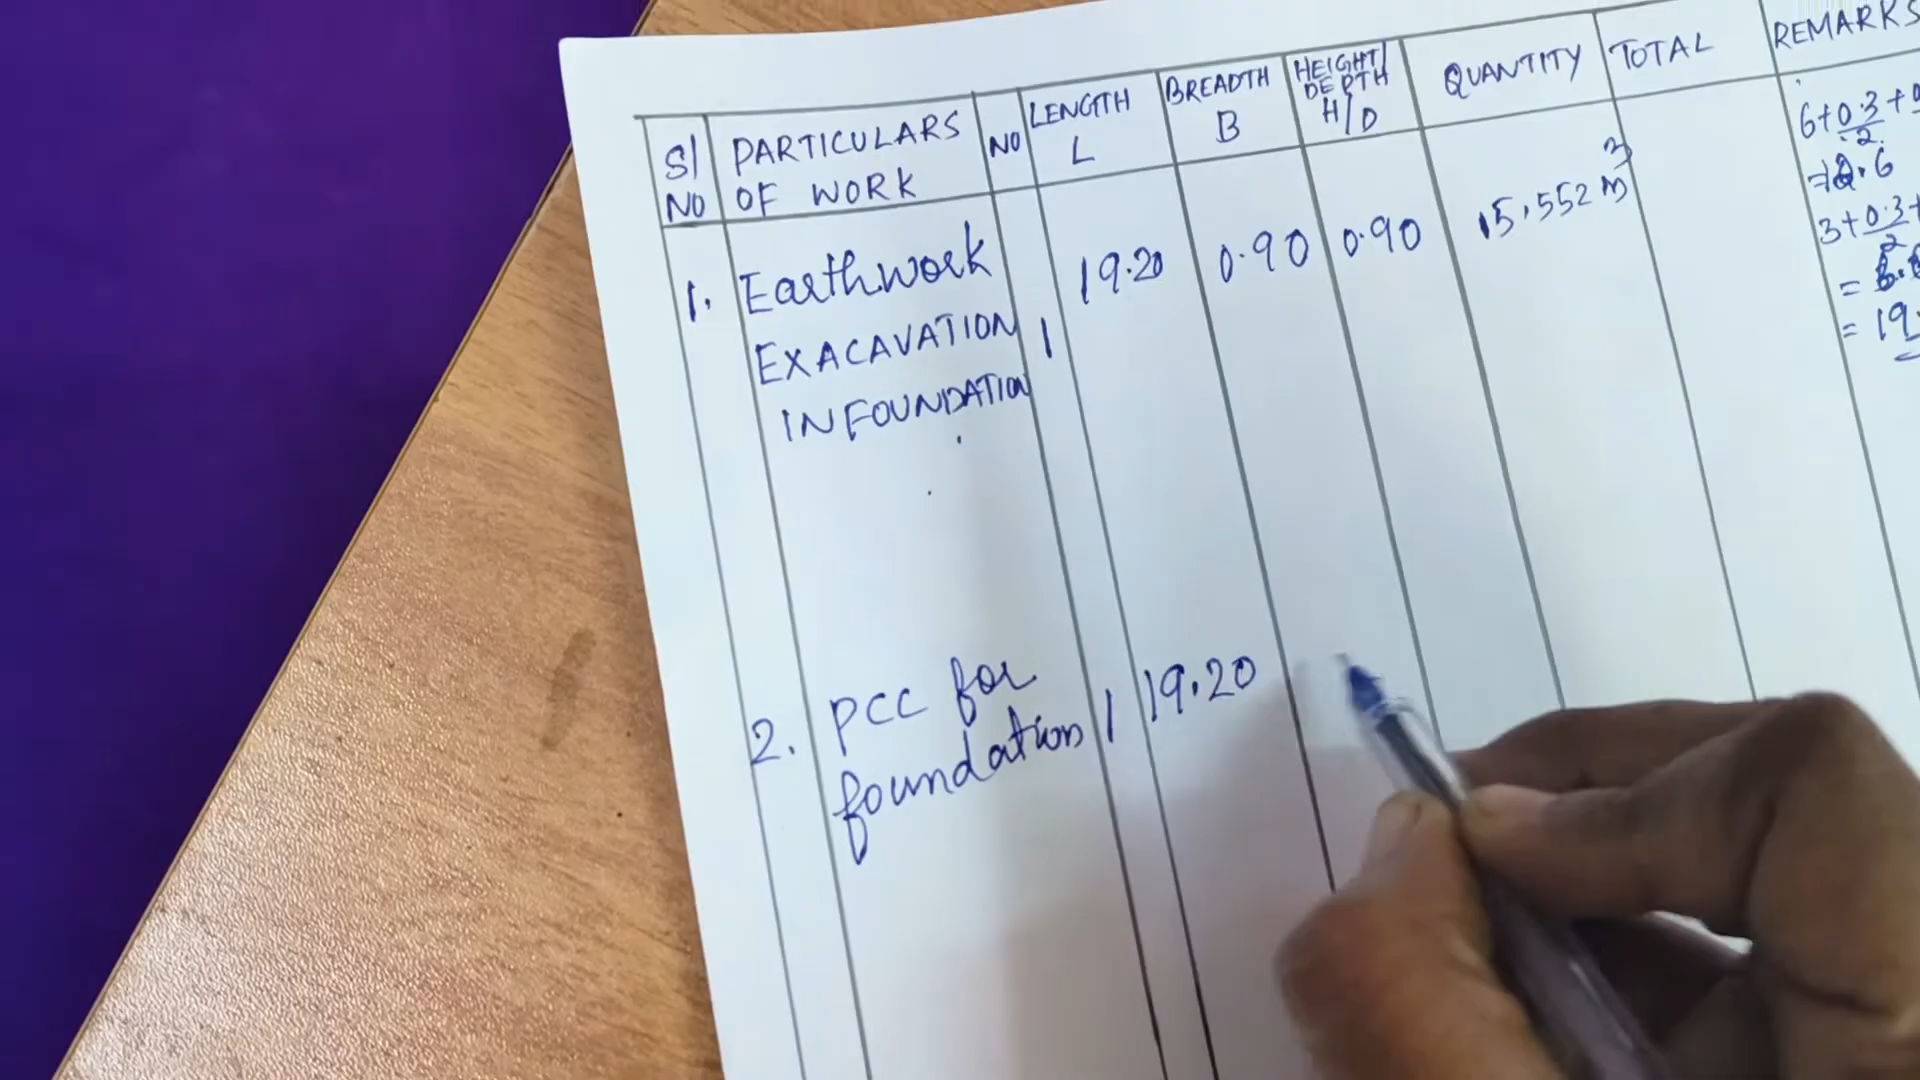 Sl NO
PARTICULARS OF WORK
NO
LENGTH L
BREADTH B
HEIGHT/ DEPTH H/D
QUANTITY
TOTAL
REMARKS
1.
Earthwork
EXACAVATION
IN FOUNDATION
1
19.20
0.90
0.90
15.552 m3
6+0.3+
2
3+0.3+
2
= 19.
2.
PCC for
foundation
1
19.20